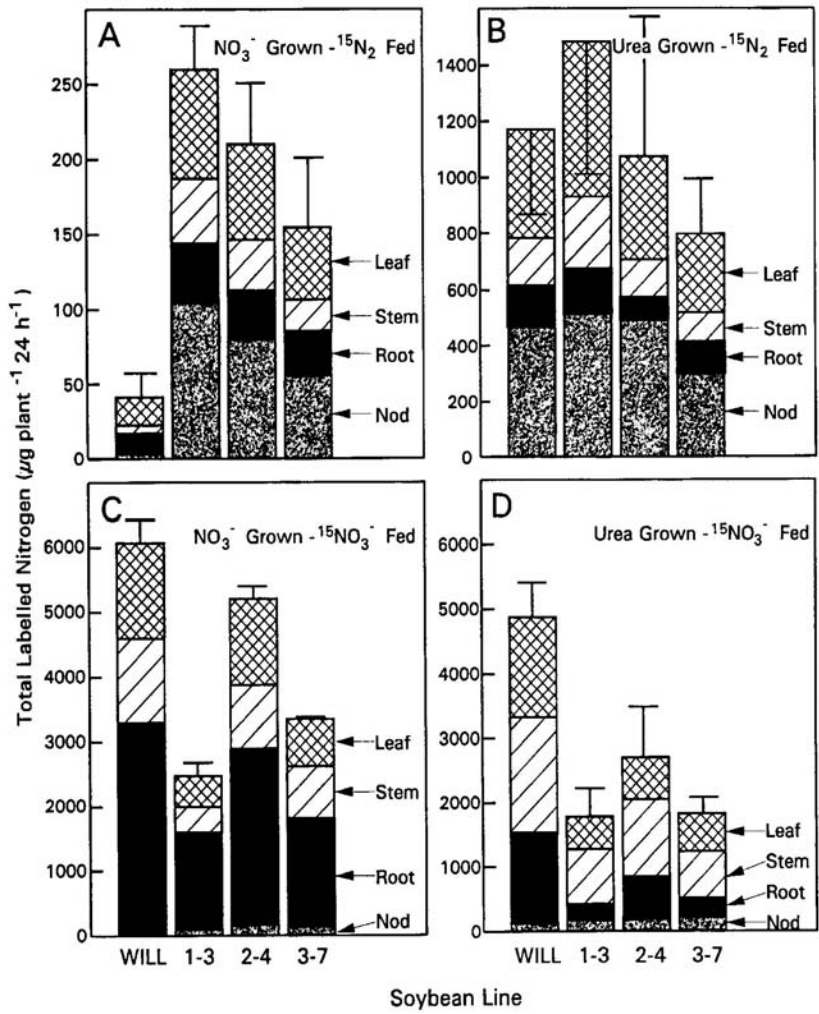 Total Labelled Nitrogen (µg plant ⁻¹ 24 h⁻¹ )
A
NO₃⁻ Grown -¹⁵N₂ Fed
250
200
150
100
50
0
Leaf
Stem
Root
Nod
B
Urea Grown -¹⁵N₂ Fed
1400
1200
1000
800
600
400
200
0
Leaf
Stem
Root
Nod
C
NO₃⁻ Grown -¹⁵NO₃⁻ Fed
6000
5000
4000
3000
2000
1000
0
Leaf
Stem
Root
Nod
WILL 1-3 2-4 3-7
D
Urea Grown -¹⁵NO₃⁻ Fed
6000
5000
4000
3000
2000
1000
0
Leaf
Stem
Root
Nod
WILL 1-3 2-4 3-7
Soybean Line